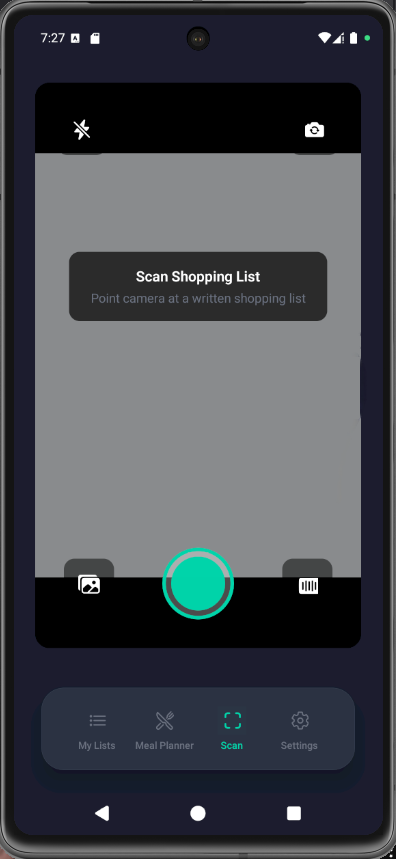 7:27
Scan Shopping List
Point camera at a written shopping list
My Lists
Meal Planner
Scan
Settings